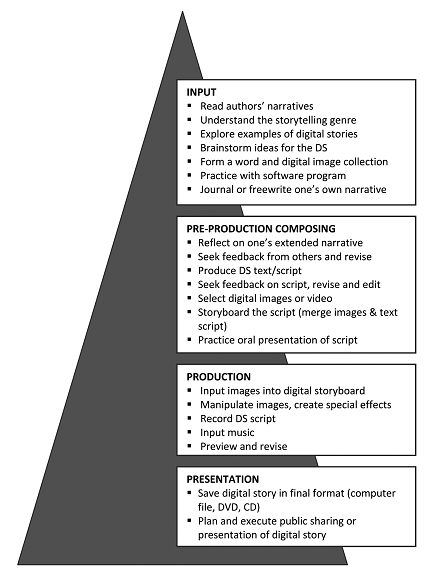 INPUT
▪ Read authors' narratives
▪ Understand the storytelling genre
▪ Explore examples of digital stories
▪ Brainstorm ideas for the DS
▪ Form a word and digital image collection
▪ Practice with software program
▪ Journal or freewrite one's own narrative
PRE-PRODUCTION COMPOSING
▪ Reflect on one's extended narrative
▪ Seek feedback from others and revise
▪ Produce DS text/script
▪ Seek feedback on script, revise and edit
▪ Select digital images or video
▪ Storyboard the script (merge images & text
script)
▪ Practice oral presentation of script
PRODUCTION
▪ Input images into digital storyboard
▪ Manipulate images, create special effects
▪ Record DS script
▪ Input music
▪ Preview and revise
PRESENTATION
▪ Save digital story in final format (computer
file, DVD, CD)
▪ Plan and execute public sharing or
presentation of digital story